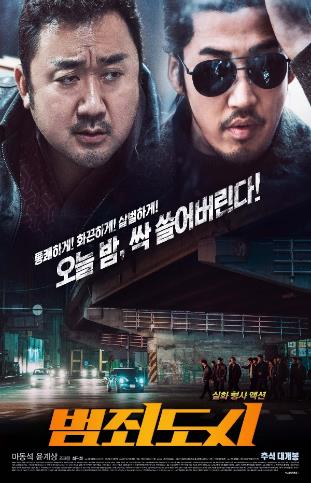 통쾌하게! 화끈하게! 살벌하게!
오늘 밤, 싹 쓸어버린다!
실화 형사 액션
범죄도시
마동석 윤계상
추석 대개봉